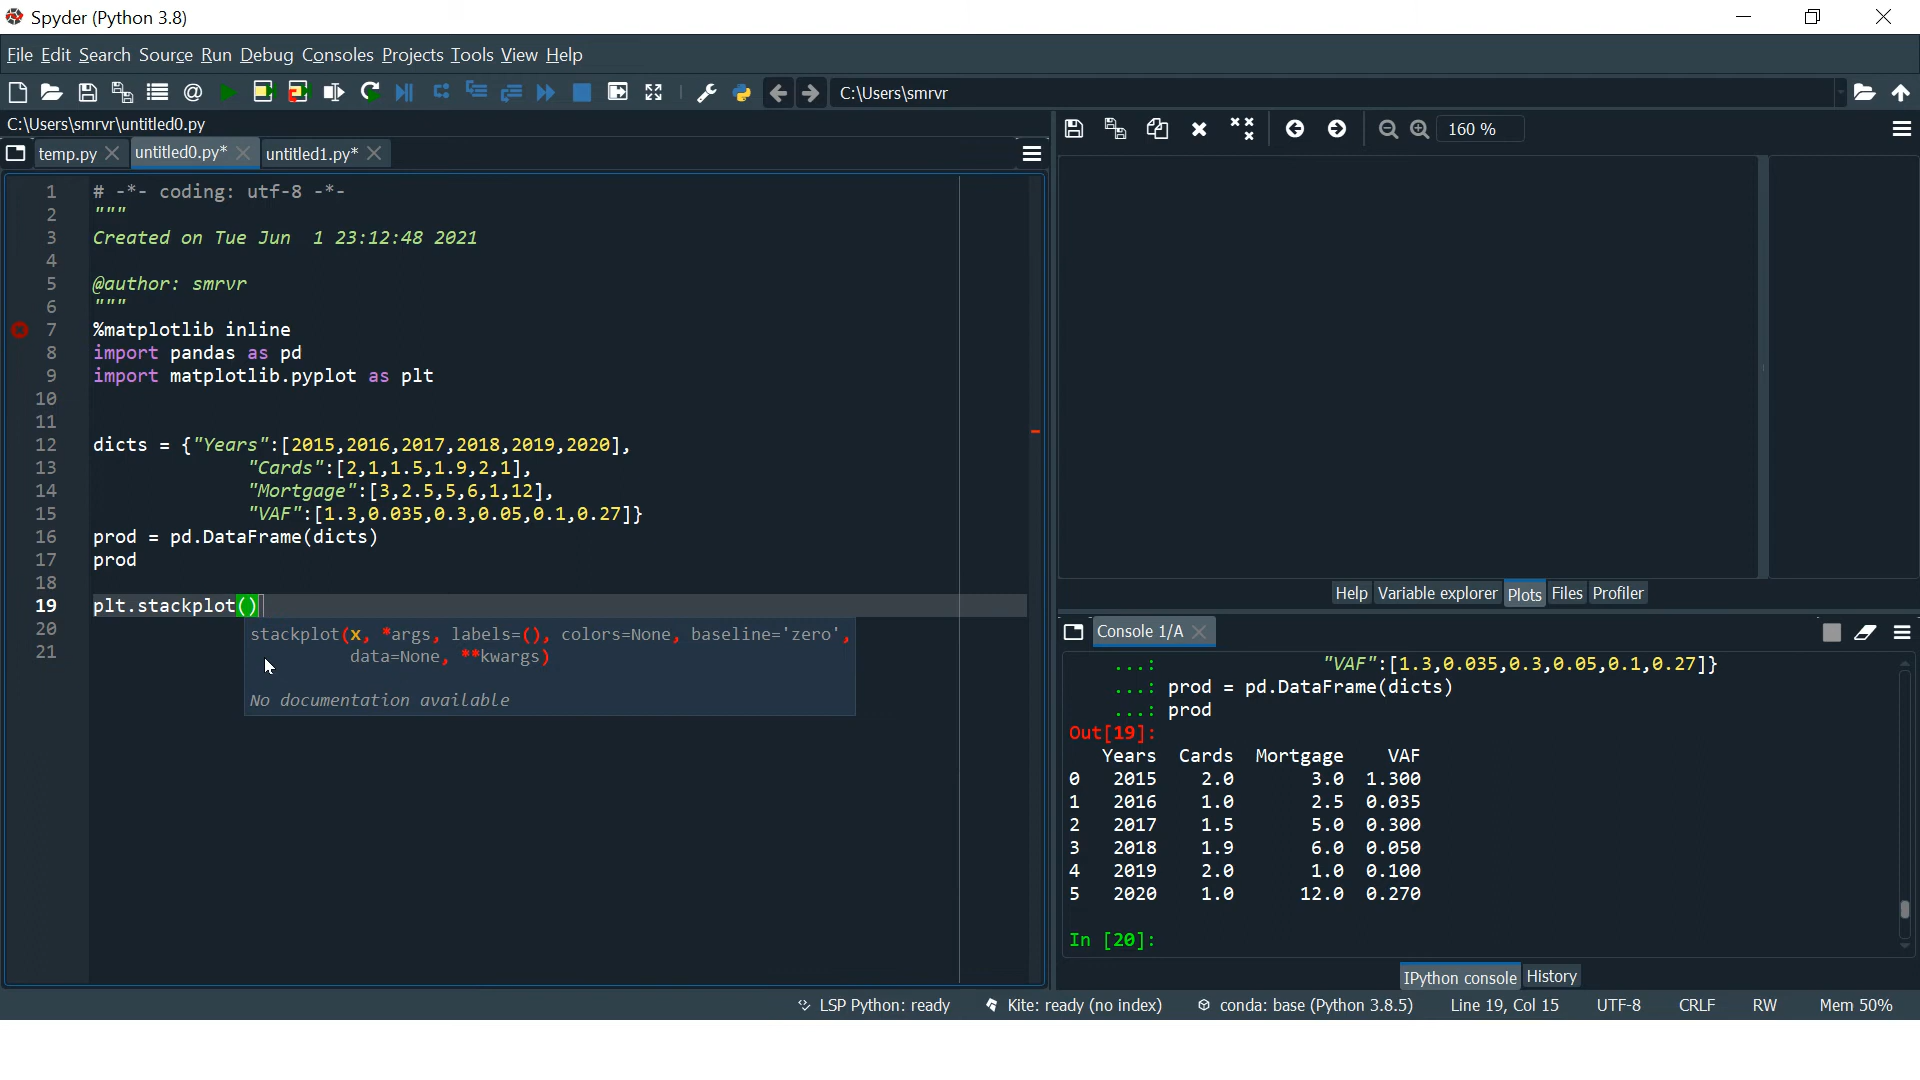 Spyder (Python 3.8)
File Edit Search Source Run Debug Consoles Projects Tools View Help
C:\Users\smrvr
C:\Users\smrvr\untitled0.py
temp.py untitled0.py* untitled1.py*
160 %
1 # -*- coding: utf-8 -*-
2 """
3 Created on Tue Jun  1 23:12:48 2021
4
5 @author: smrvr
6 """
7 %matplotlib inline
8 import pandas as pd
9 import matplotlib.pyplot as plt
10
11
12 dicts = {"Years":[2015,2016,2017,2018,2019,2020],
13 "Cards":[2,1,1.5,1.9,2,1],
14 "Mortgage":[3,2.5,5,6,1,12],
15 "VAF":[1.3,0.035,0.3,0.05,0.1,0.27]}
16 prod = pd.DataFrame(dicts)
17 prod
18
19 plt.stackplot()
20
21
stackplot(x, *args, labels=(), colors=None, baseline='zero',
data=None, **kwargs)
No documentation available
Help Variable explorer Plots Files Profiler
Console 1/A
...: "VAF":[1.3,0.035,0.3,0.05,0.1,0.27]}
...: prod = pd.DataFrame(dicts)
...: prod
Out[19]:
Years Cards Mortgage VAF
0 2015 2.0 3.0 1.300
1 2016 1.0 2.5 0.035
2 2017 1.5 5.0 0.300
3 2018 1.9 6.0 0.050
4 2019 2.0 1.0 0.100
5 2020 1.0 12.0 0.270
In [20]:
IPython console History
LSP Python: ready Kite: ready (no index) conda: base (Python 3.8.5) Line 19, Col 15 UTF-8 CRLF RW Mem 50%